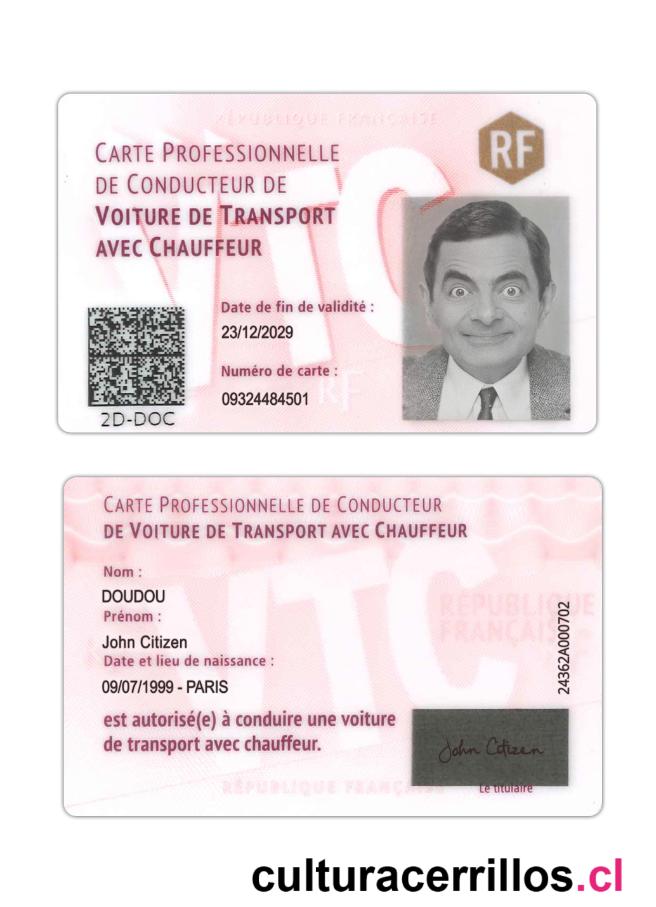 RÉPUBLIQUE FRANÇAISE
RF
CARTE PROFESSIONNELLE
DE CONDUCTEUR DE
VOITURE DE TRANSPORT
AVEC CHAUFFEUR
VTC
Date de fin de validité :
23/12/2029
Numéro de carte :
09324484501
RF
2D-DOC
CARTE PROFESSIONNELLE DE CONDUCTEUR
DE VOITURE DE TRANSPORT AVEC CHAUFFEUR
VTC
Nom :
DOUDOU
Prénom :
John Citizen
Date et lieu de naissance :
09/07/1999 - PARIS
RÉPUBLIQUE
FRANÇAISE
24362A000702
est autorisé(e) à conduire une voiture
de transport avec chauffeur.
John Citizen
Le titulaire
RÉPUBLIQUE FRANÇAISE
culturacerrillos.cl